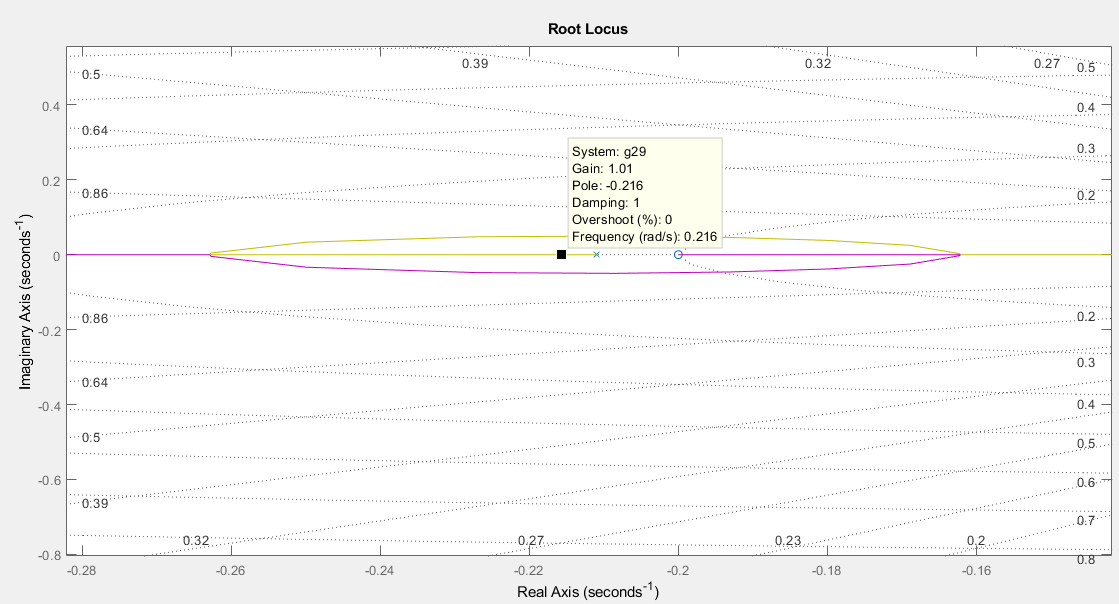 Root Locus
0.39 0.32 0.27
0.5 0.5
0.4 0.4
0.64 0.3
System: g29
Gain: 1.01
Pole: -0.216
Damping: 1
Overshoot (%): 0
Frequency (rad/s): 0.216
0.2
0.86 0.2
0
Imaginary Axis (seconds-1)
0.86 0.2
-0.2
0.3
0.64
-0.4 0.4
0.5 0.5
-0.6 0.6
0.39
0.7
0.32 0.27 0.23 0.2
-0.8 0.8
-0.28 -0.26 -0.24 -0.22 -0.2 -0.18 -0.16
Real Axis (seconds-1)